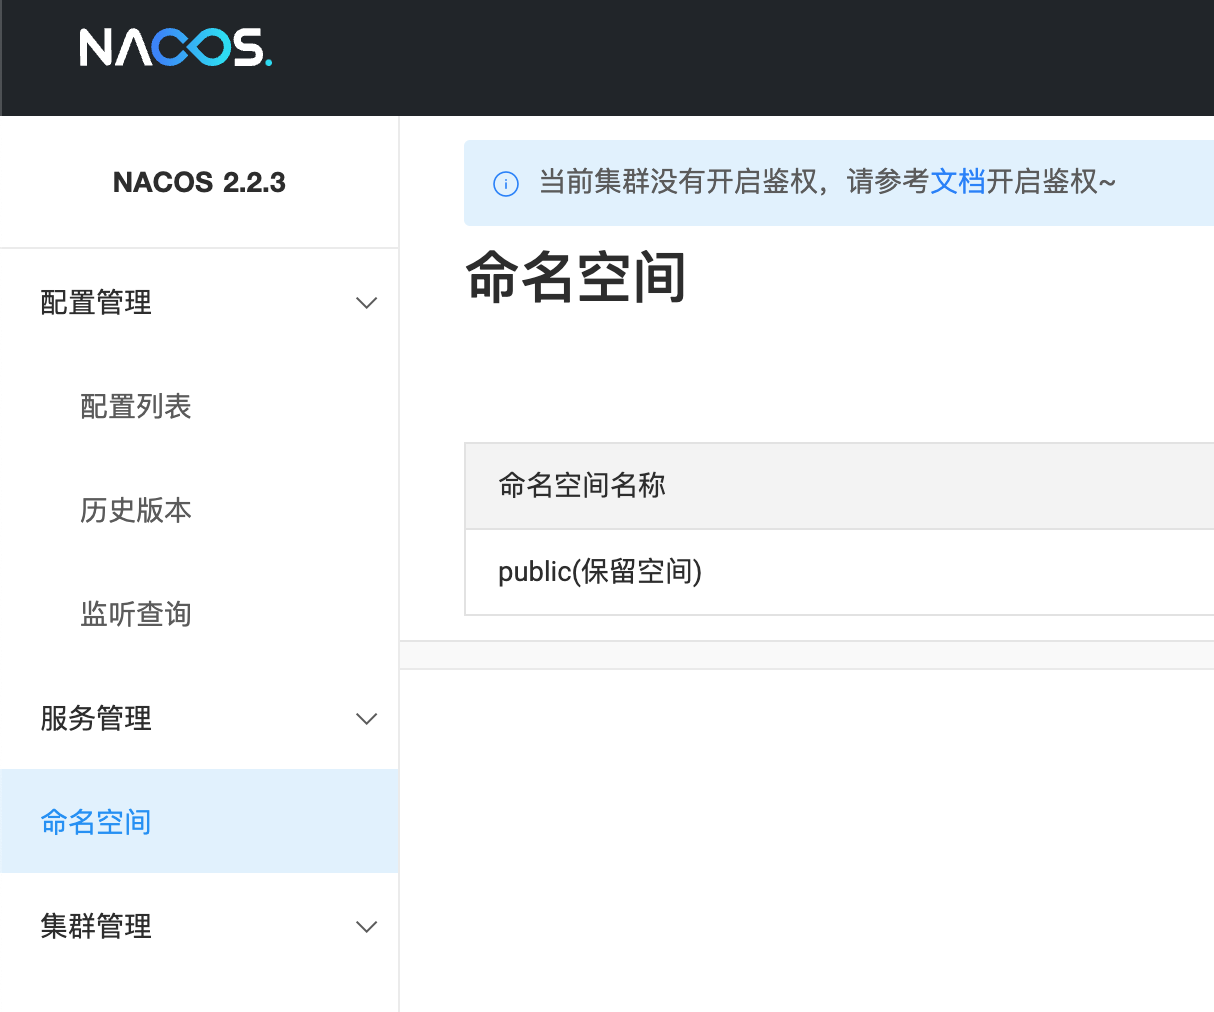 NACOS.
NACOS 2.2.3
配置管理
配置列表
历史版本
监听查询
服务管理
命名空间
集群管理
当前集群没有开启鉴权，请参考文档开启鉴权~
命名空间
命名空间名称
public(保留空间)